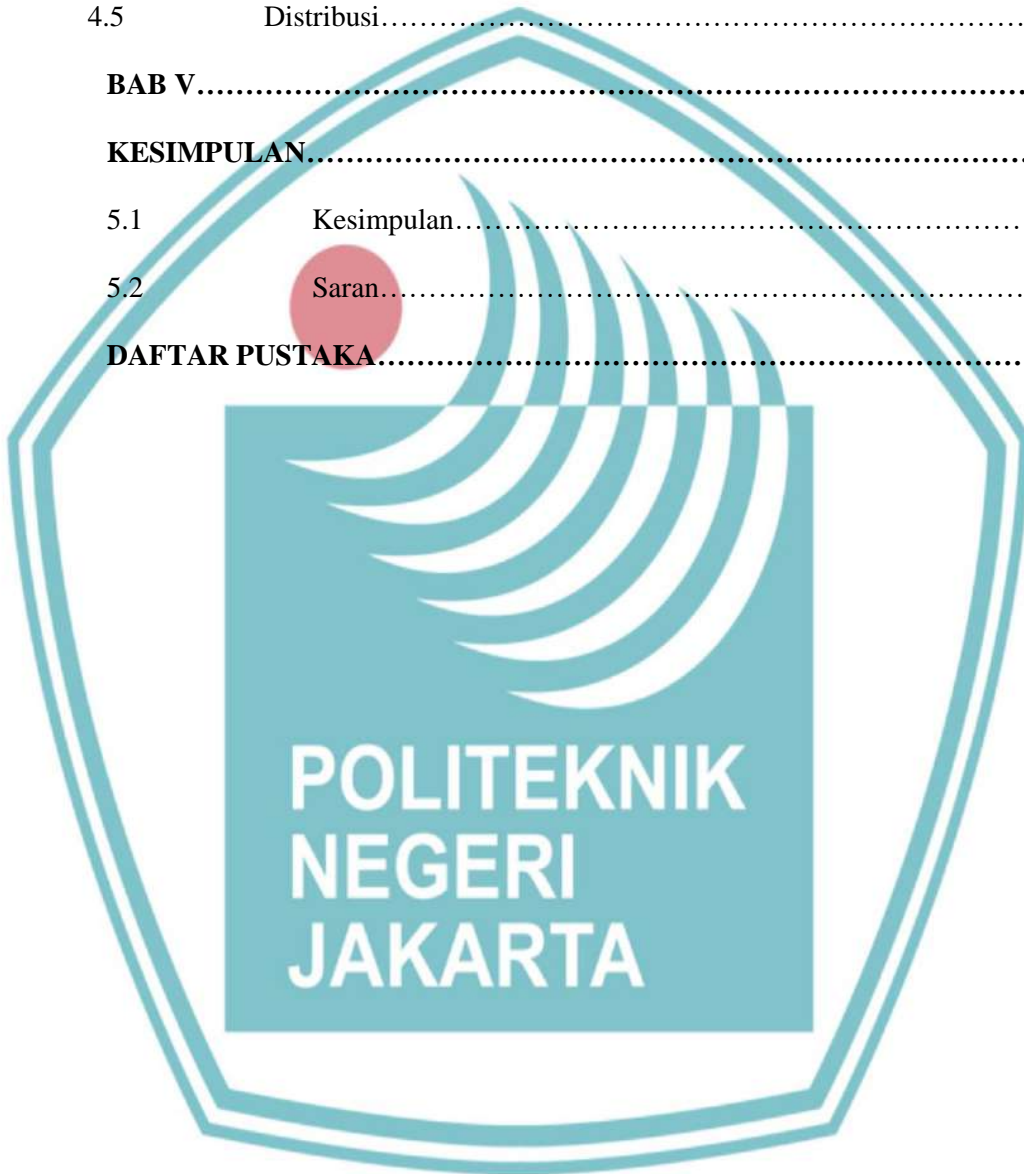 4.5 Distribusi……………………………………………………………………
BAB V……………………………………………………………………………
KESIMPULAN…………………………………………………………………
5.1 Kesimpulan……………………………………………………………
5.2 Saran……………………………………………………………………
DAFTAR PUSTAKA……………………………………………………………
POLITEKNIK
NEGERI
JAKARTA